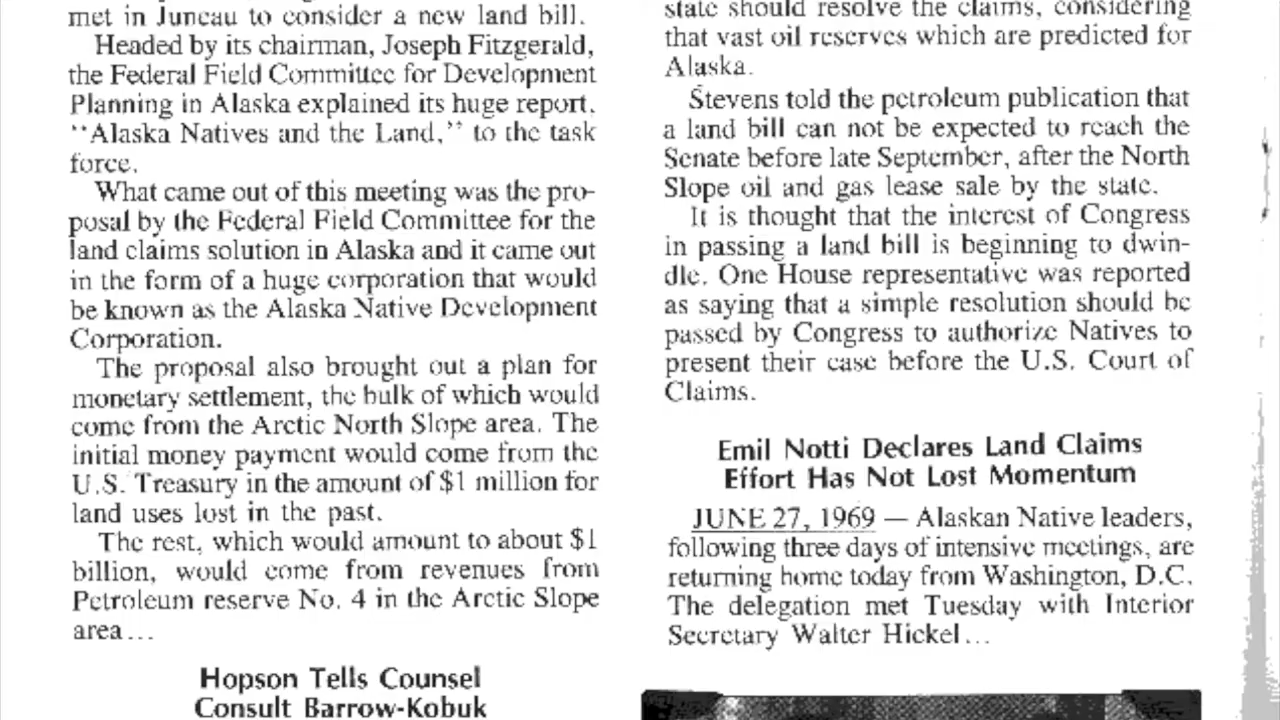 met in Juneau to consider a new land bill.
Headed by its chairman, Joseph Fitzgerald,
the Federal Field Committee for Development
Planning in Alaska explained its huge report,
“Alaska Natives and the Land,” to the task
force.
What came out of this meeting was the pro-
posal by the Federal Field Committee for the
land claims solution in Alaska and it came out
in the form of a huge corporation that would
be known as the Alaska Native Development
Corporation.
The proposal also brought out a plan for
monetary settlement, the bulk of which would
come from the Arctic North Slope area. The
initial money payment would come from the
U.S. Treasury in the amount of $1 million for
land uses lost in the past.
The rest, which would amount to about $1
billion, would come from revenues from
Petroleum reserve No. 4 in the Arctic Slope
area...
Hopson Tells Counsel
Consult Barrow-Kobuk
state should resolve the claims, considering
that vast oil reserves which are predicted for
Alaska.
Stevens told the petroleum publication that
a land bill can not be expected to reach the
Senate before late September, after the North
Slope oil and gas lease sale by the state.
It is thought that the interest of Congress
in passing a land bill is beginning to dwin-
dle. One House representative was reported
as saying that a simple resolution should be
passed by Congress to authorize Natives to
present their case before the U.S. Court of
Claims.
Emil Notti Declares Land Claims
Effort Has Not Lost Momentum
JUNE 27, 1969 — Alaskan Native leaders,
following three days of intensive meetings, are
returning home today from Washington, D.C.
The delegation met Tuesday with Interior
Secretary Walter Hickel...